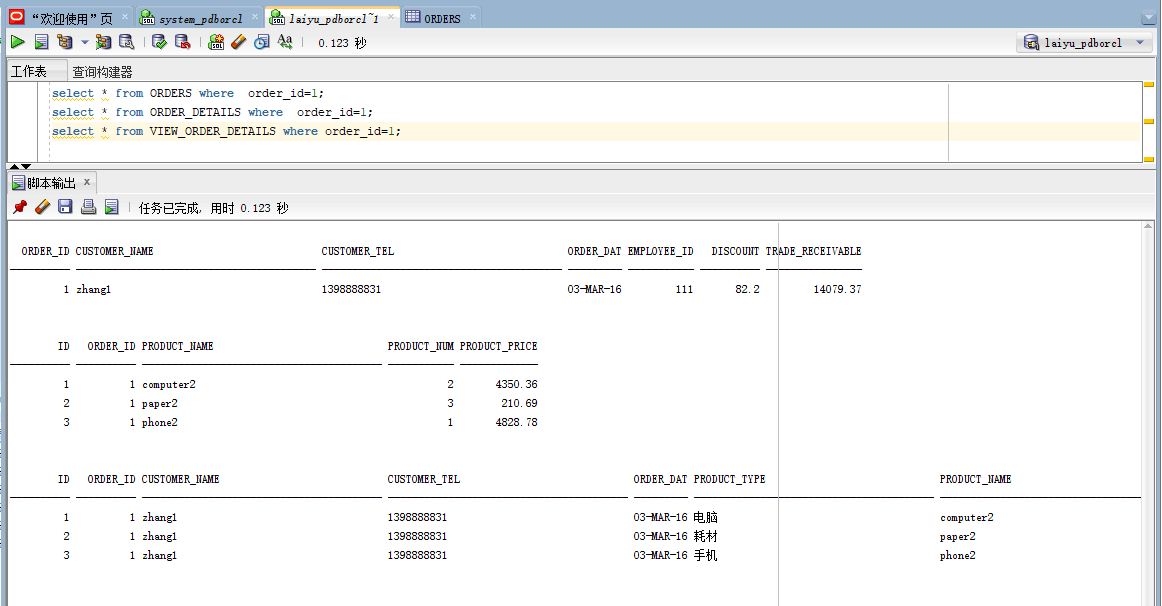 “欢迎使用”页 system_pdborcl laiyu_pdborcl~1 ORDERS
0.123 秒 laiyu_pdborcl
工作表 查询构建器
select * from ORDERS where  order_id=1;
select * from ORDER_DETAILS where  order_id=1;
select * from VIEW_ORDER_DETAILS where order_id=1;
脚本输出 x
任务已完成, 用时 0.123 秒
ORDER_ID CUSTOMER_NAME CUSTOMER_TEL ORDER_DAT EMPLOYEE_ID DISCOUNT TRADE_RECEIVABLE
1 zhang1 1398888831 03-MAR-16 111 82.2 14079.37
ID ORDER_ID PRODUCT_NAME PRODUCT_NUM PRODUCT_PRICE
1 1 computer2 2 4350.36
2 1 paper2 3 210.69
3 1 phone2 1 4828.78
ID ORDER_ID CUSTOMER_NAME CUSTOMER_TEL ORDER_DAT PRODUCT_TYPE PRODUCT_NAME
1 1 zhang1 1398888831 03-MAR-16 电脑 computer2
2 1 zhang1 1398888831 03-MAR-16 耗材 paper2
3 1 zhang1 1398888831 03-MAR-16 手机 phone2